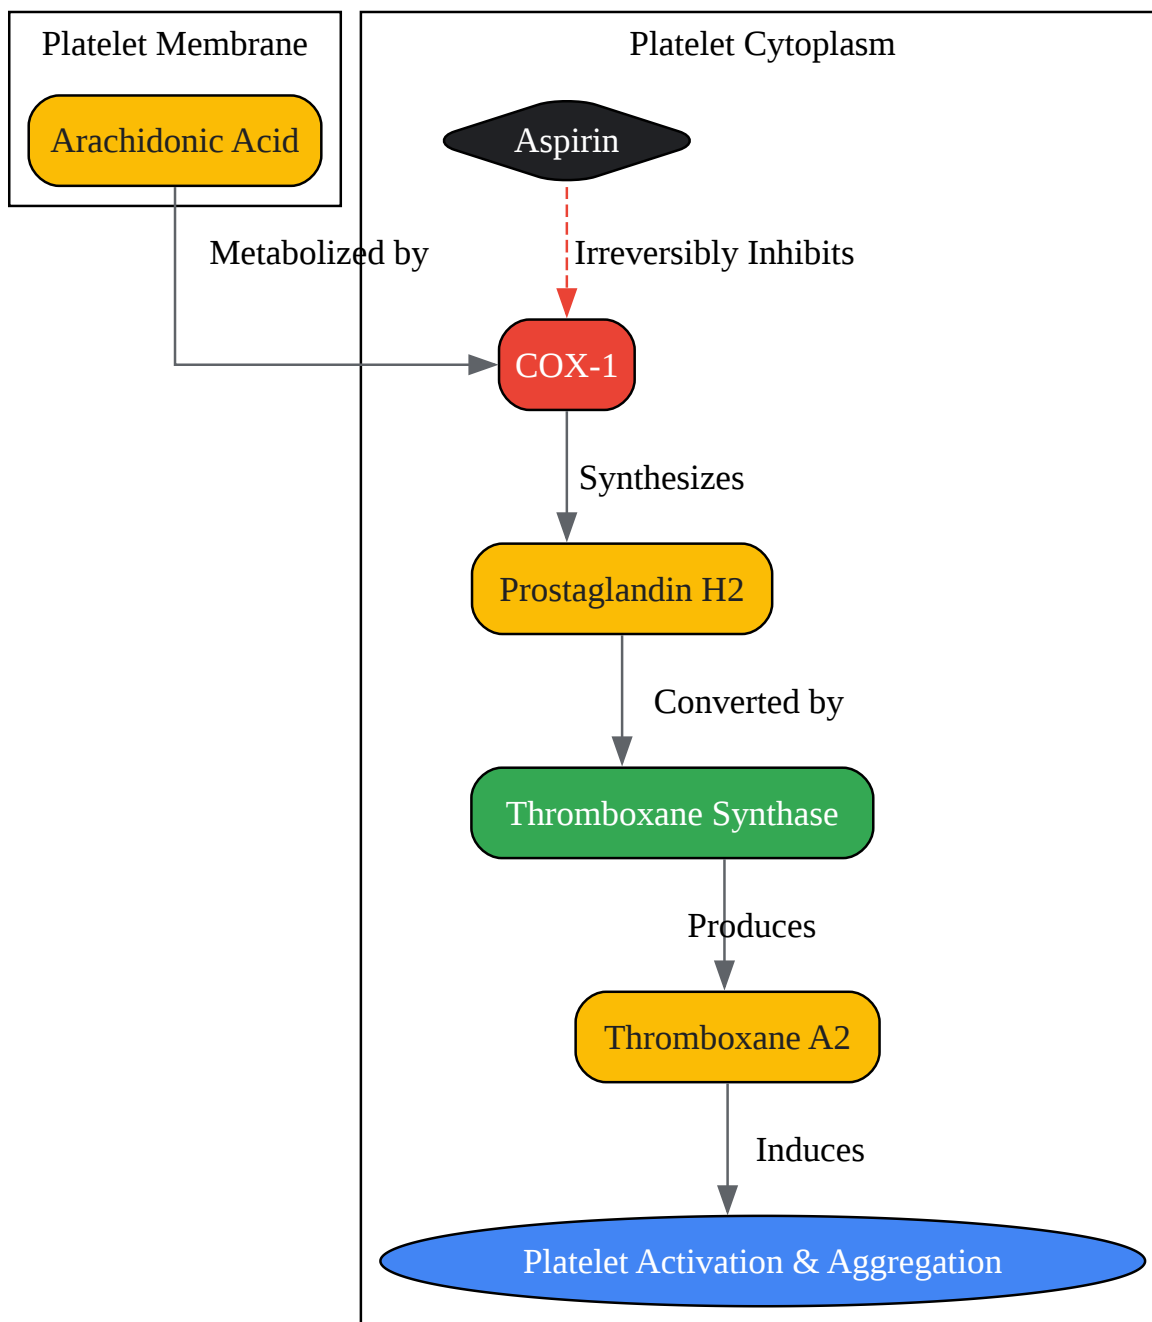 Platelet Membrane
Platelet Cytoplasm
Arachidonic Acid
Aspirin
Metabolized by
Irreversibly Inhibits
COX-1
Synthesizes
Prostaglandin H2
Converted by
Thromboxane Synthase
Produces
Thromboxane A2
Induces
Platelet Activation & Aggregation